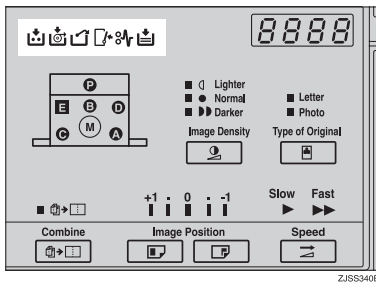 8888
P
E B D
C M A
Lighter
Normal
Darker
Letter
Photo
Image Density
Type of Original
+1 . 0 . -1
Slow Fast
Combine
Image Position
Speed
ZJSS340E